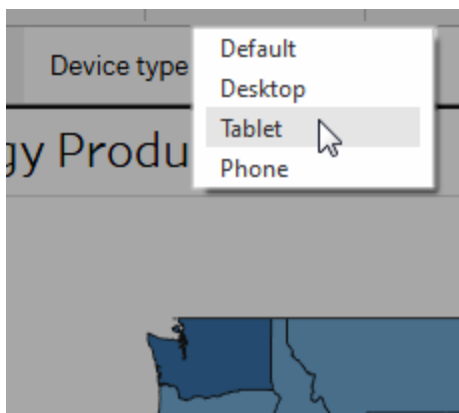 Device type
Default
Desktop
Tablet
Phone
gy Produ